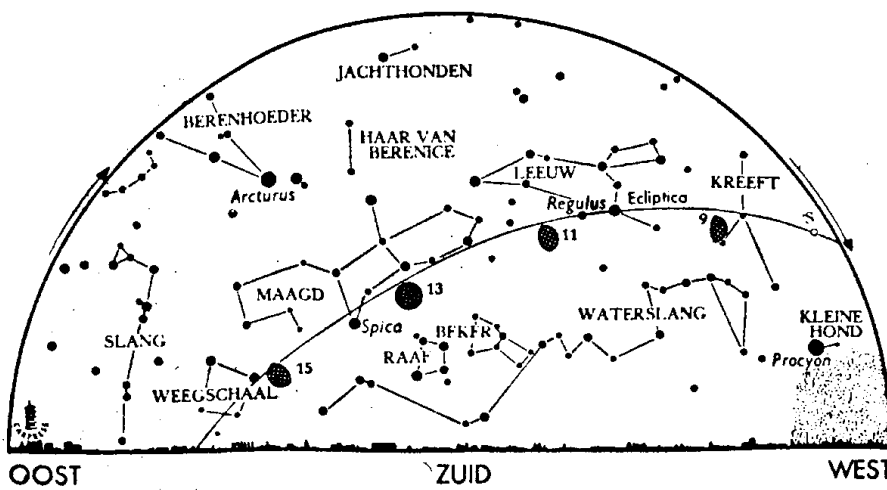 JACHTHONDEN
BERENHOEDER
HAAR VAN
BERENICE
Arcturus
LEEUW
Regulus
Ecliptica
KREEFT
9
S
11
MAAGD
13
Spica
WATERSLANG
BEKER
RAAF
SLANG
KLEINE
HOND
Procyon
15
WEEGSCHAAL
OOST
ZUID
WEST